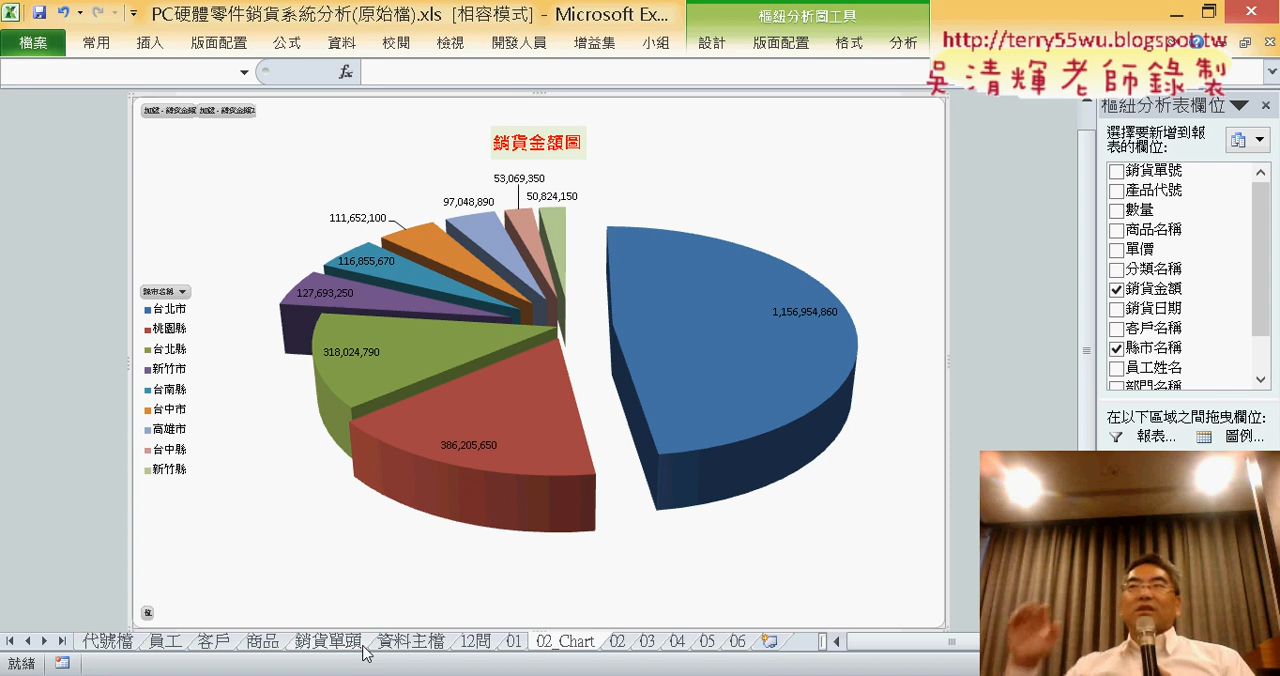 PC硬體零件銷貨系統分析(原始檔).xls [相容模式] - Microsoft Ex...
樞紐分析圖工具
檔案 常用 插入 版面配置 公式 資料 校閱 檢視 開發人員 增益集 小組 設計 版面配置 格式 分析
http://terry55wu.blogspot.tw
吳清輝老師錄製
fx
樞紐分析表欄位
選擇要新增到報
表的欄位:
銷貨單號
產品代號
數量
商品名稱
單價
分類名稱
銷貨金額
銷貨日期
客戶名稱
縣市名稱
員工姓名
部門名稱
在以下區域之間拖曳欄位:
報表... 圖例...
銷貨金額圖
53,069,350
50,824,150
97,048,890
111,652,100
116,855,670
127,693,250
1,156,954,860
318,024,790
386,205,650
縣市名稱
台北市
桃園縣
台北縣
新竹市
台南縣
台中市
高雄市
台中縣
新竹縣
代號檔 員工 客戶 商品 銷貨單頭 資料主檔 12問 01 02_Chart 02 03 04 05 06
就緒